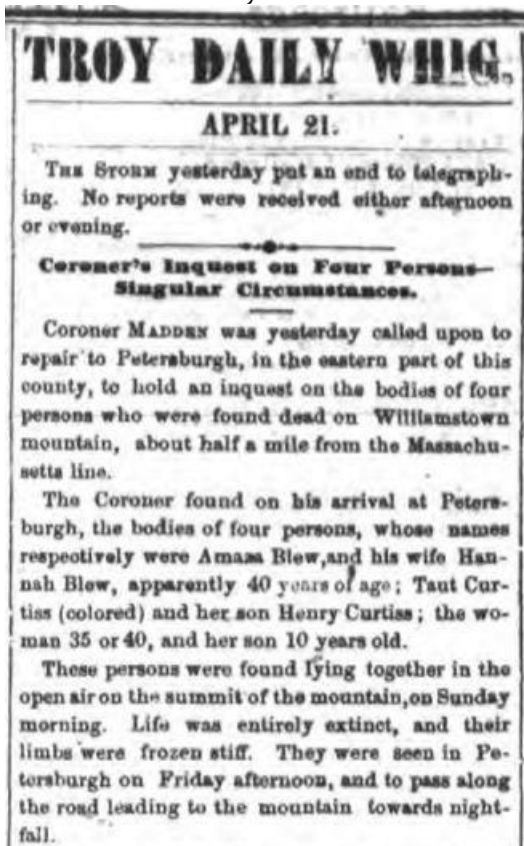 TROY DAILY WHIG.
APRIL 21.
THE STORM yesterday put an end to telegraph-
ing. No reports were received either afternoon
or evening.
Coroner's Inquest on Four Persons—
Singular Circumstances.
Coroner MADDEN was yesterday called upon to
repair to Petersburgh, in the eastern part of this
county, to hold an inquest on the bodies of four
persons who were found dead on Williamstown
mountain, about half a mile from the Massachu-
setts line.
The Coroner found on his arrival at Peters-
burgh, the bodies of four persons, whose names
respectively were Amasa Blew, and his wife Han-
nah Blew, apparently 40 years of age; Taut Cur-
tiss (colored) and her son Henry Curtiss; the wo-
man 35 or 40, and her son 10 years old.
These persons were found lying together in the
open air on the summit of the mountain, on Sunday
morning. Life was entirely extinct, and their
limbs were frozen stiff. They were seen in Pe-
tersburgh on Friday afternoon, and to pass along
the road leading to the mountain towards night-
fall.